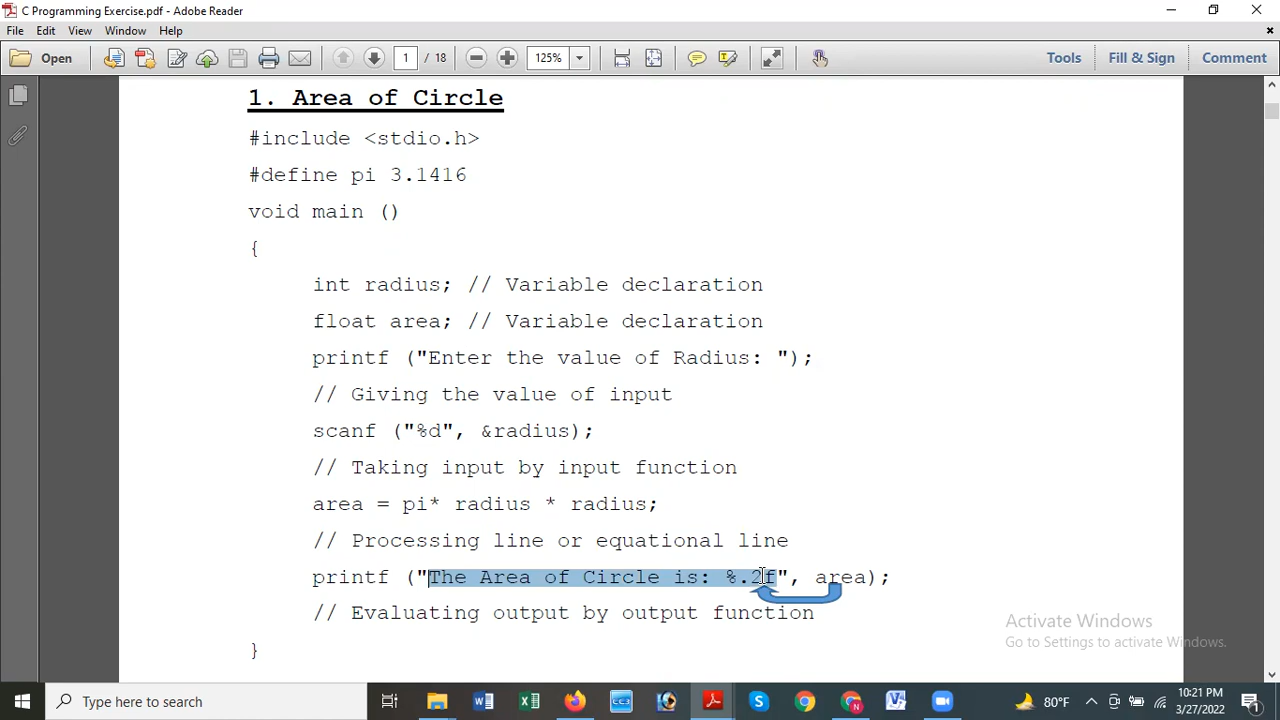 C Programming Exercise.pdf - Adobe Reader
File Edit View Window Help
Open 1 / 18 125% Tools Fill & Sign Comment
1. Area of Circle
#include <stdio.h>
#define pi 3.1416
void main ()
{
int radius; // Variable declaration
float area; // Variable declaration
printf ("Enter the value of Radius: ");
// Giving the value of input
scanf ("%d", &radius);
// Taking input by input function
area = pi* radius * radius;
// Processing line or equational line
printf ("The Area of Circle is: %.2f", area);
// Evaluating output by output function
}
Activate Windows
Go to Settings to activate Windows.
Type here to search
80°F
10:21 PM
3/27/2022